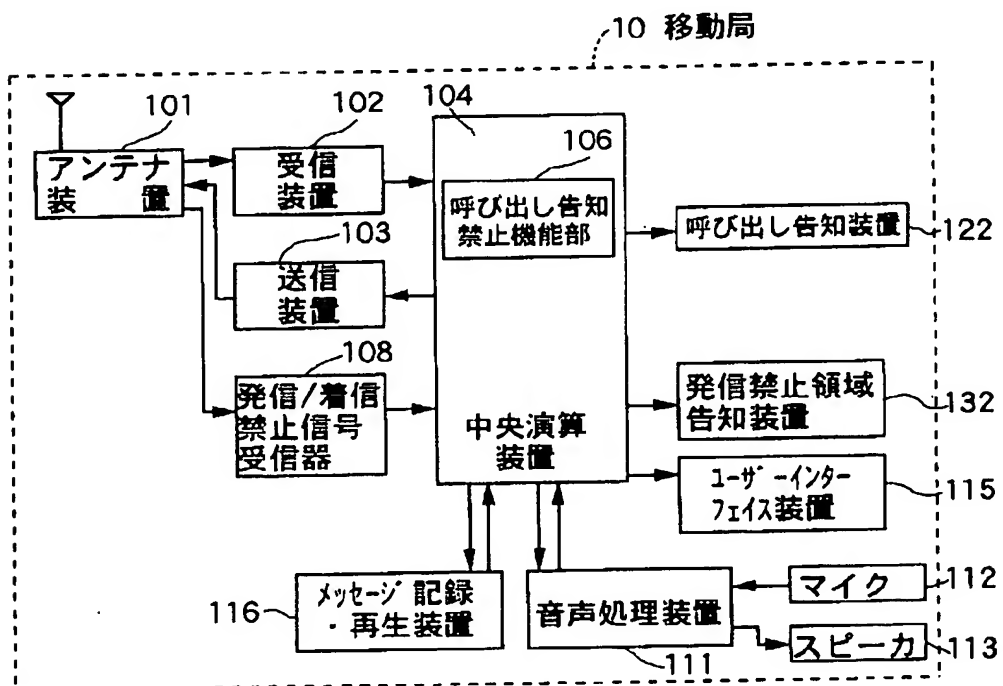 10 移動局
101
102
104
106
アンテナ
装置
受信
装置
呼び出し告知
禁止機能部
呼び出し告知装置
122
103
送信
装置
108
発信/着信
禁止信号
受信器
中央演算
装置
発信禁止領域
告知装置
132
ユーザーインター
フェイス装置
115
116
メッセージ記録
・再生装置
音声処理装置
111
マイク
112
スピーカ
113